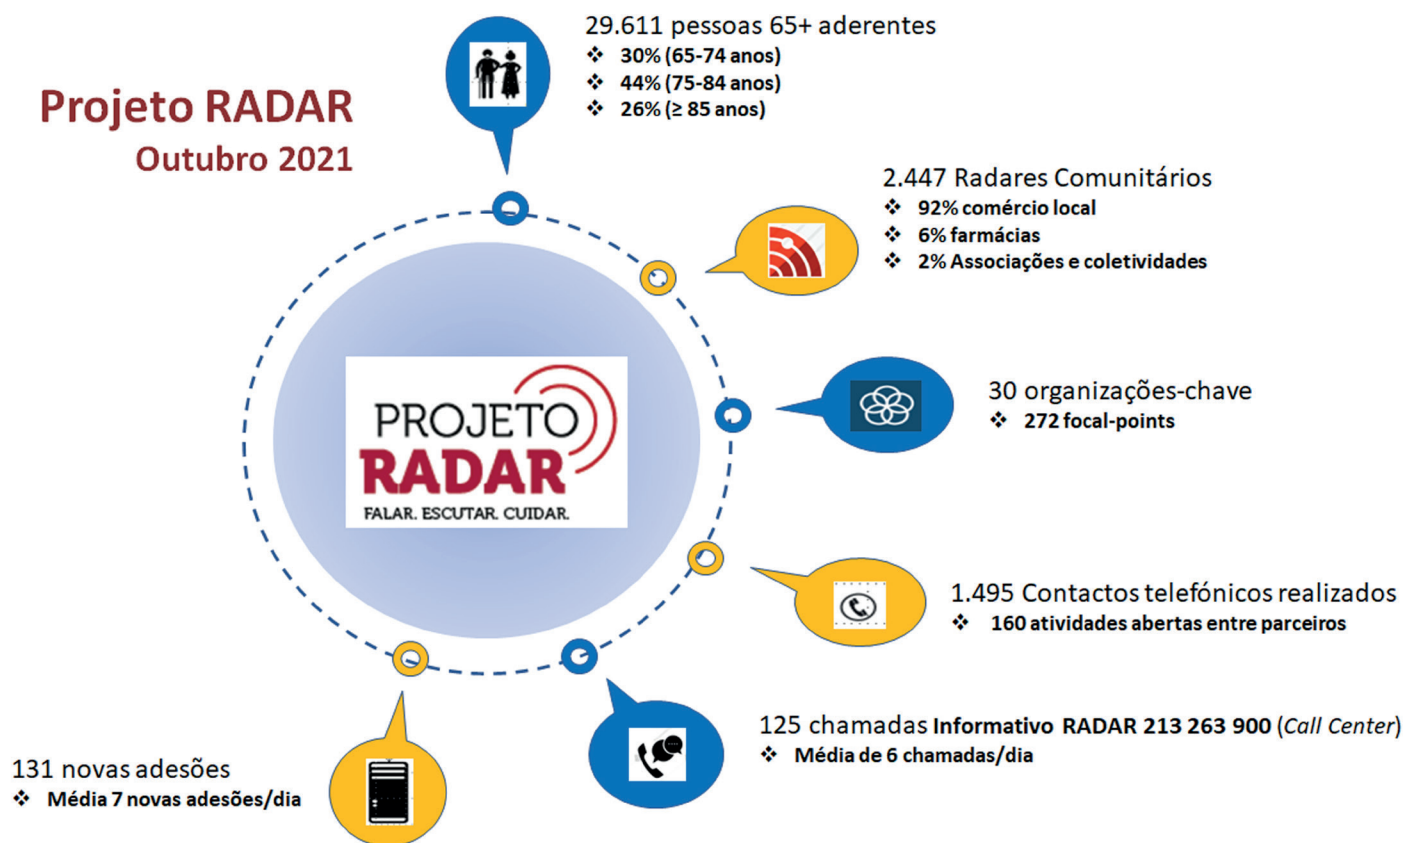 Projeto RADAR
Outubro 2021
29.611 pessoas 65+ aderentes
❖ 30% (65-74 anos)
❖ 44% (75-84 anos)
❖ 26% (≥ 85 anos)
2.447 Radares Comunitários
❖ 92% comércio local
❖ 6% farmácias
❖ 2% Associações e coletividades
30 organizações-chave
❖ 272 focal-points
PROJETO
RADAR
FALAR. ESCUTAR. CUIDAR.
1.495 Contactos telefónicos realizados
❖ 160 atividades abertas entre parceiros
125 chamadas Informativo RADAR 213 263 900 (Call Center)
❖ Média de 6 chamadas/dia
131 novas adesões
❖ Média 7 novas adesões/dia